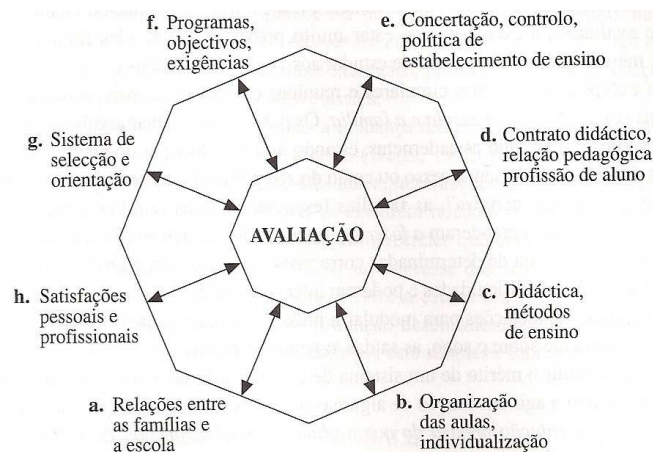 f. Programas,
objectivos,
exigências
e. Concertação, controlo,
política de
estabelecimento de ensino
g. Sistema de
selecção e
orientação
d. Contrato didáctico,
relação pedagógica
profissão de aluno
AVALIAÇÃO
h. Satisfações
pessoais e
profissionais
c. Didáctica,
métodos
de ensino
a. Relações entre
as famílias e
a escola
b. Organização
das aulas,
individualização